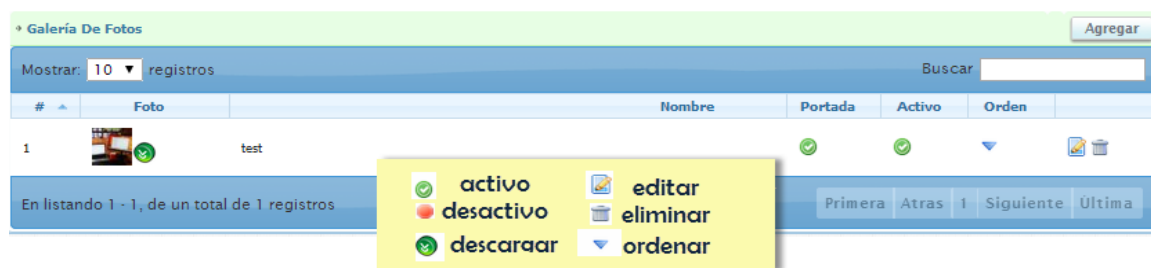 Galería De Fotos Agregar
Mostrar: 10 registros Buscar
# Foto Nombre Portada Activo Orden
1 test
activo editar
desactivo eliminar
En listando 1 - 1, de un total de 1 registros Primera Atras 1 Siguiente Última
descargar ordenar